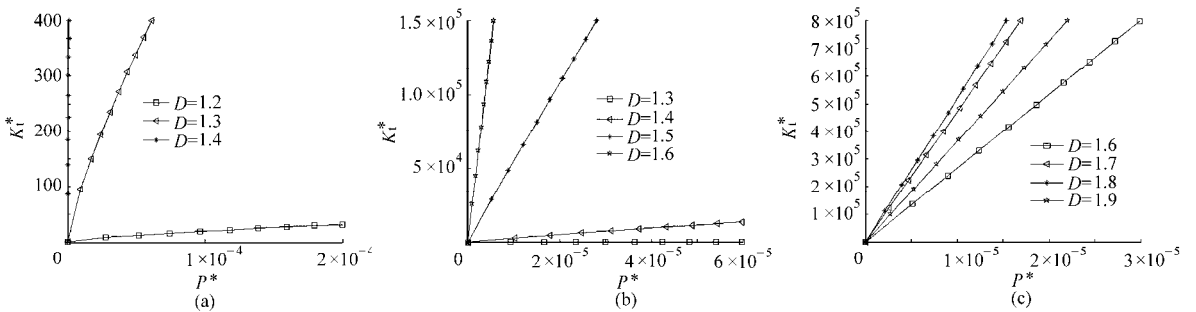 400
300
200
100
0
1×10⁻⁴
2×10⁻⁴
Kt*
P*
D=1.2
D=1.3
D=1.4
(a)
1.5×10⁵
1.0×10⁵
5×10⁴
0
2×10⁻⁵
4×10⁻⁵
6×10⁻⁵
Kt*
P*
D=1.3
D=1.4
D=1.5
D=1.6
(b)
8×10⁵
7×10⁵
6×10⁵
5×10⁵
4×10⁵
3×10⁵
2×10⁵
1×10⁵
0
1×10⁻⁵
2×10⁻⁵
3×10⁻⁵
Kt*
P*
D=1.6
D=1.7
D=1.8
D=1.9
(c)